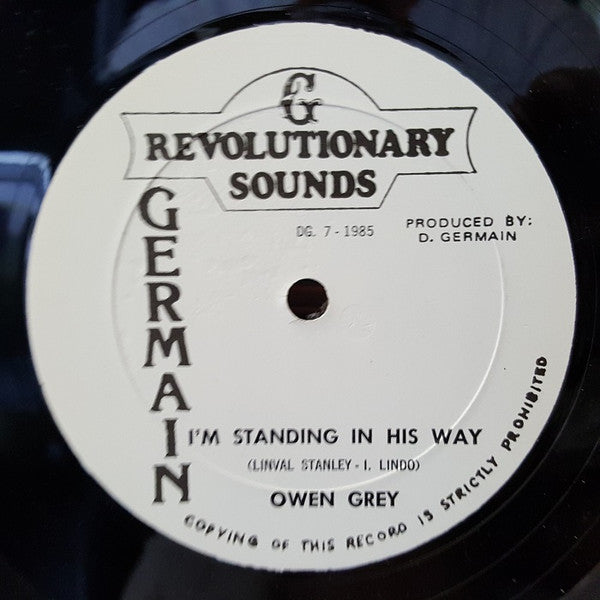 G
REVOLUTIONARY
SOUNDS
GERMAIN
DG. 7-1985
PRODUCED BY:
D. GERMAIN
I'M STANDING IN HIS WAY
(LINVAL STANLEY - I. LINDO)
OWEN GREY
COPYING OF THIS RECORD IS STRICTLY PROHIBITED